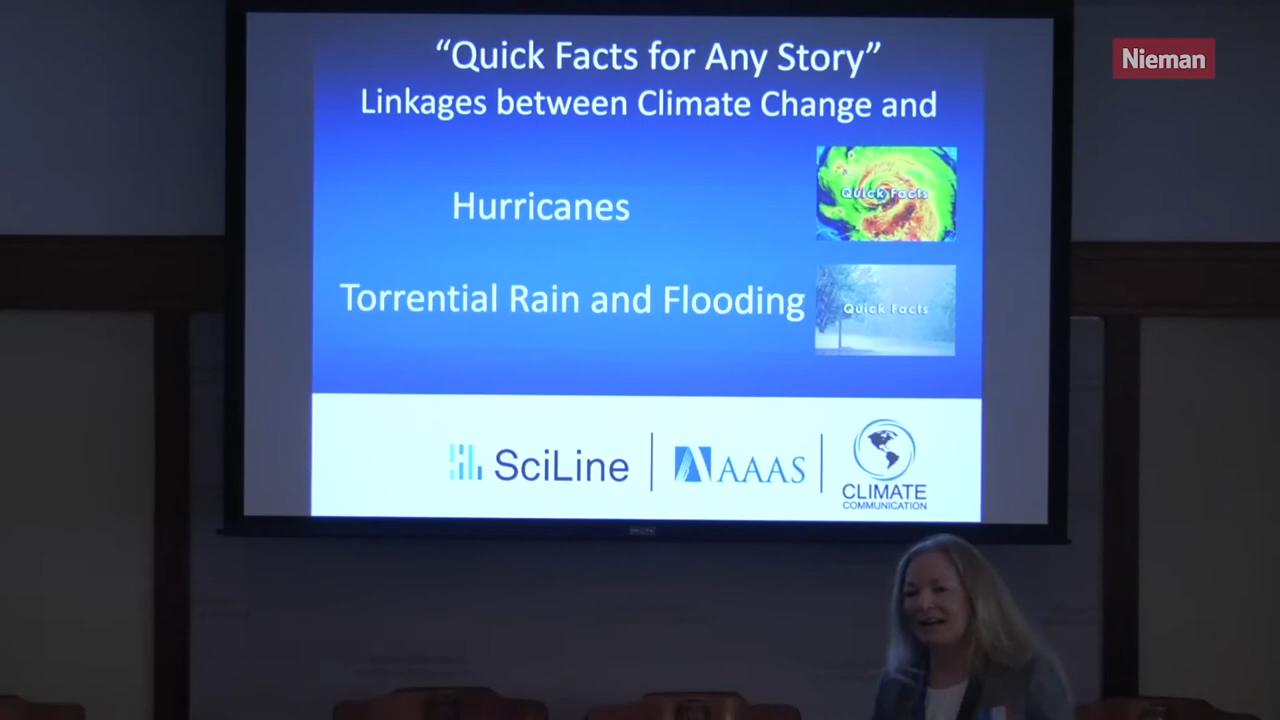 "Quick Facts for Any Story"
Nieman
Linkages between Climate Change and
Quick Facts
Hurricanes
Torrential Rain and Flooding
Quick Facts
SciLine
AAAS
CLIMATE
COMMUNICATION